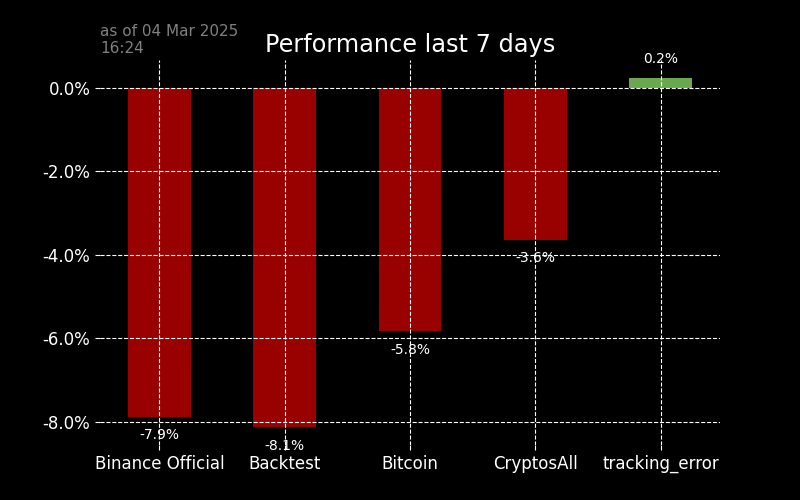 as of 04 Mar 2025
16:24
Performance last 7 days
0.2%
0.0%
-2.0%
-4.0%
-3.6%
-6.0%
-5.8%
-8.0%
-7.9%
-8.1%
Binance Official
Backtest
Bitcoin
CryptosAll
tracking_error